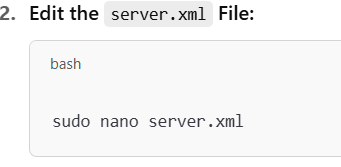 2. Edit the server.xml File:
bash
sudo nano server.xml